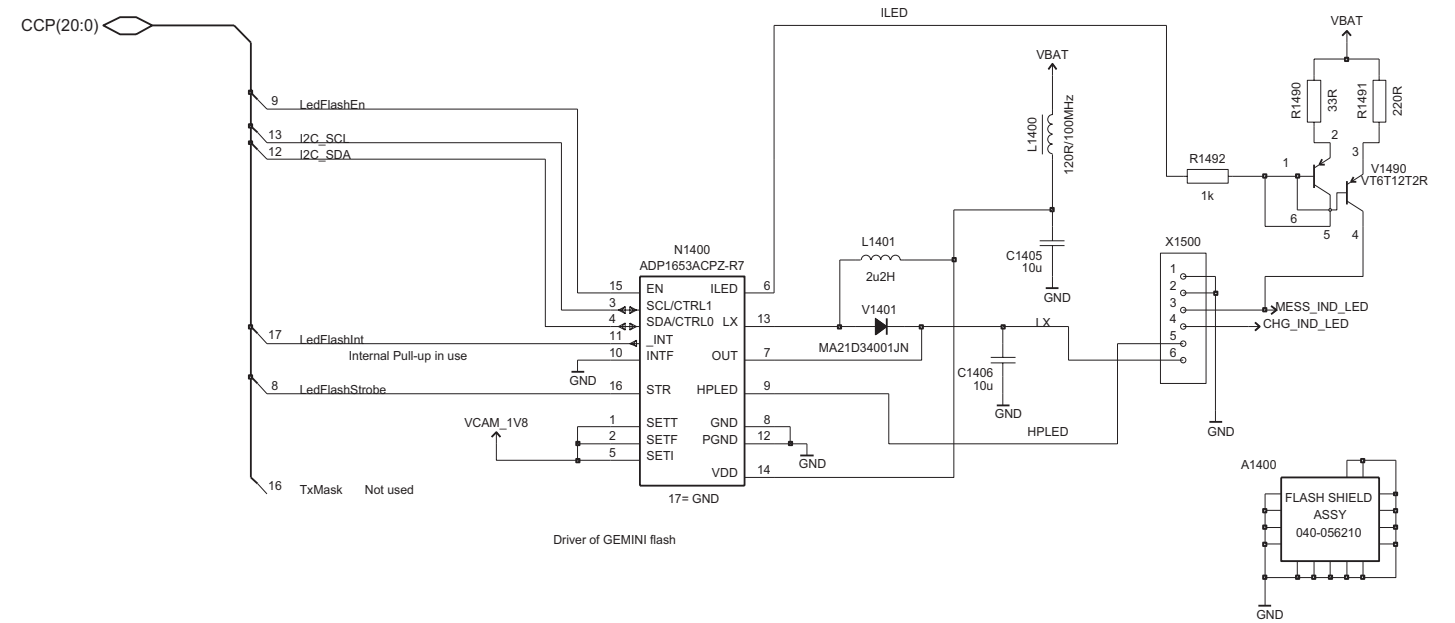 ILED
CCP(20:0)
VBAT
VBAT
9 LedFlashEn
13 I2C_SCL
12 I2C_SDA
L1400
120R/100MHz
R1490
33R
R1491
220R
2
3
1
R1492
1k
V1490
VT6T12T2R
6
5
4
N1400
ADP1653ACPZ-R7
L1401
2u2H
C1405
10u
GND
X1500
15 EN ILED 6
3 SCL/CTRL1
4 SDA/CTRL0 LX 13
11 _INT
10 INTF OUT 7
16 STR HPLED 9
1 SETT GND 8
2 SETF PGND 12
5 SETI
VDD 14
17= GND
V1401
MA21D34001JN
LX
1
2
3
4
5
6
MESS_IND_LED
CHG_IND_LED
17 LedFlashInt
Internal Pull-up in use
GND
C1406
10u
GND
8 LedFlashStrobe
VCAM_1V8
HPLED
GND
GND
16 TxMask Not used
A1400
FLASH SHIELD
ASSY
040-056210
GND
Driver of GEMINI flash